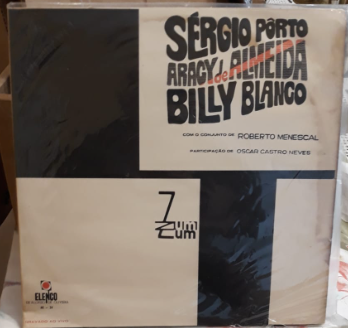 SÉRGIO PÔRTO
ARACY de ALMEIDA
BILLY BLANCO
COM O CONJUNTO DE ROBERTO MENESCAL
PARTICIPAÇÃO DE OSCAR CASTRO NEVES
Zum
Zum
ELENCO